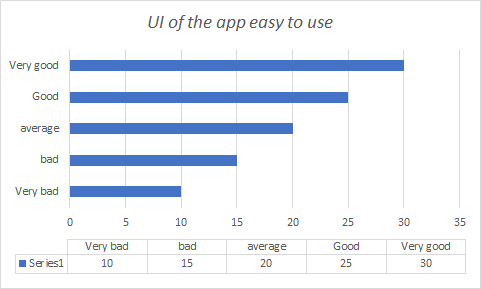 UI of the app easy to use
Very good
Good
average
bad
Very bad
0 5 10 15 20 25 30 35
Very bad bad average Good Very good
Series1 10 15 20 25 30